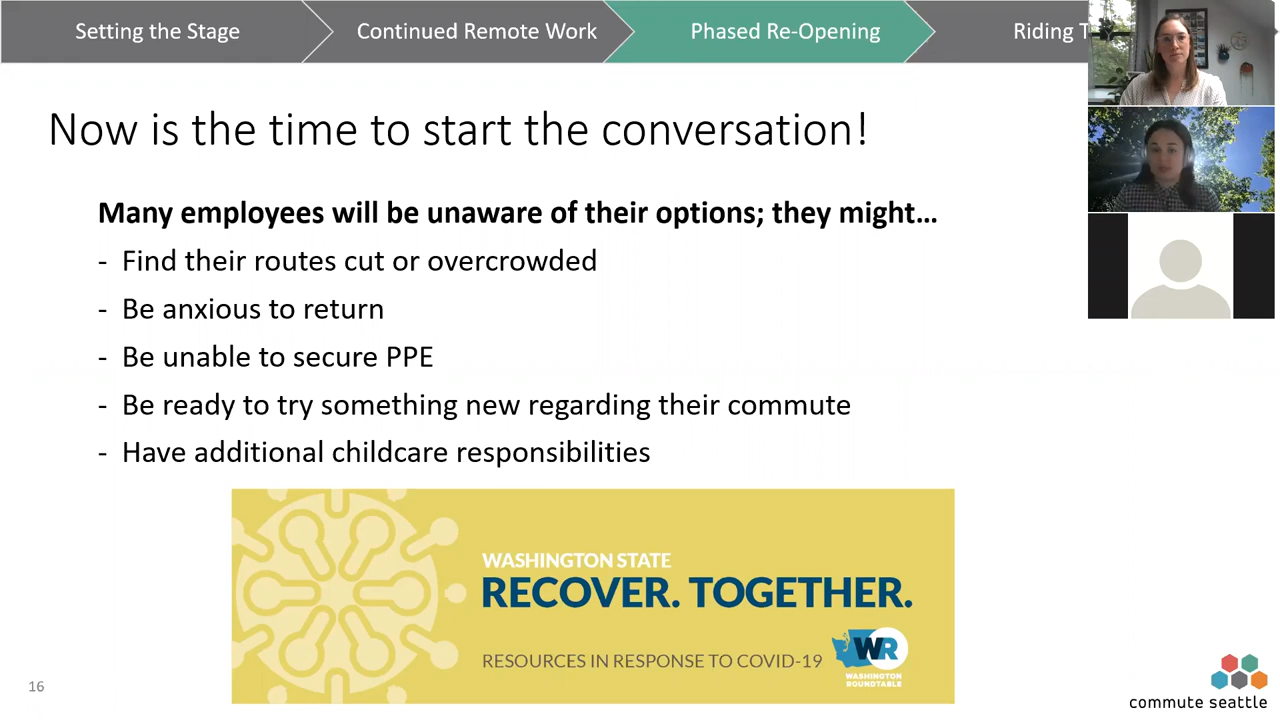 Setting the Stage
Continued Remote Work
Phased Re-Opening
Riding
Now is the time to start the conversation!
Many employees will be unaware of their options; they might…
- Find their routes cut or overcrowded
- Be anxious to return
- Be unable to secure PPE
- Be ready to try something new regarding their commute
- Have additional childcare responsibilities
WASHINGTON STATE
RECOVER. TOGETHER.
RESOURCES IN RESPONSE TO COVID-19
WR
WASHINGTON
ROUNDTABLE
16
commute seattle